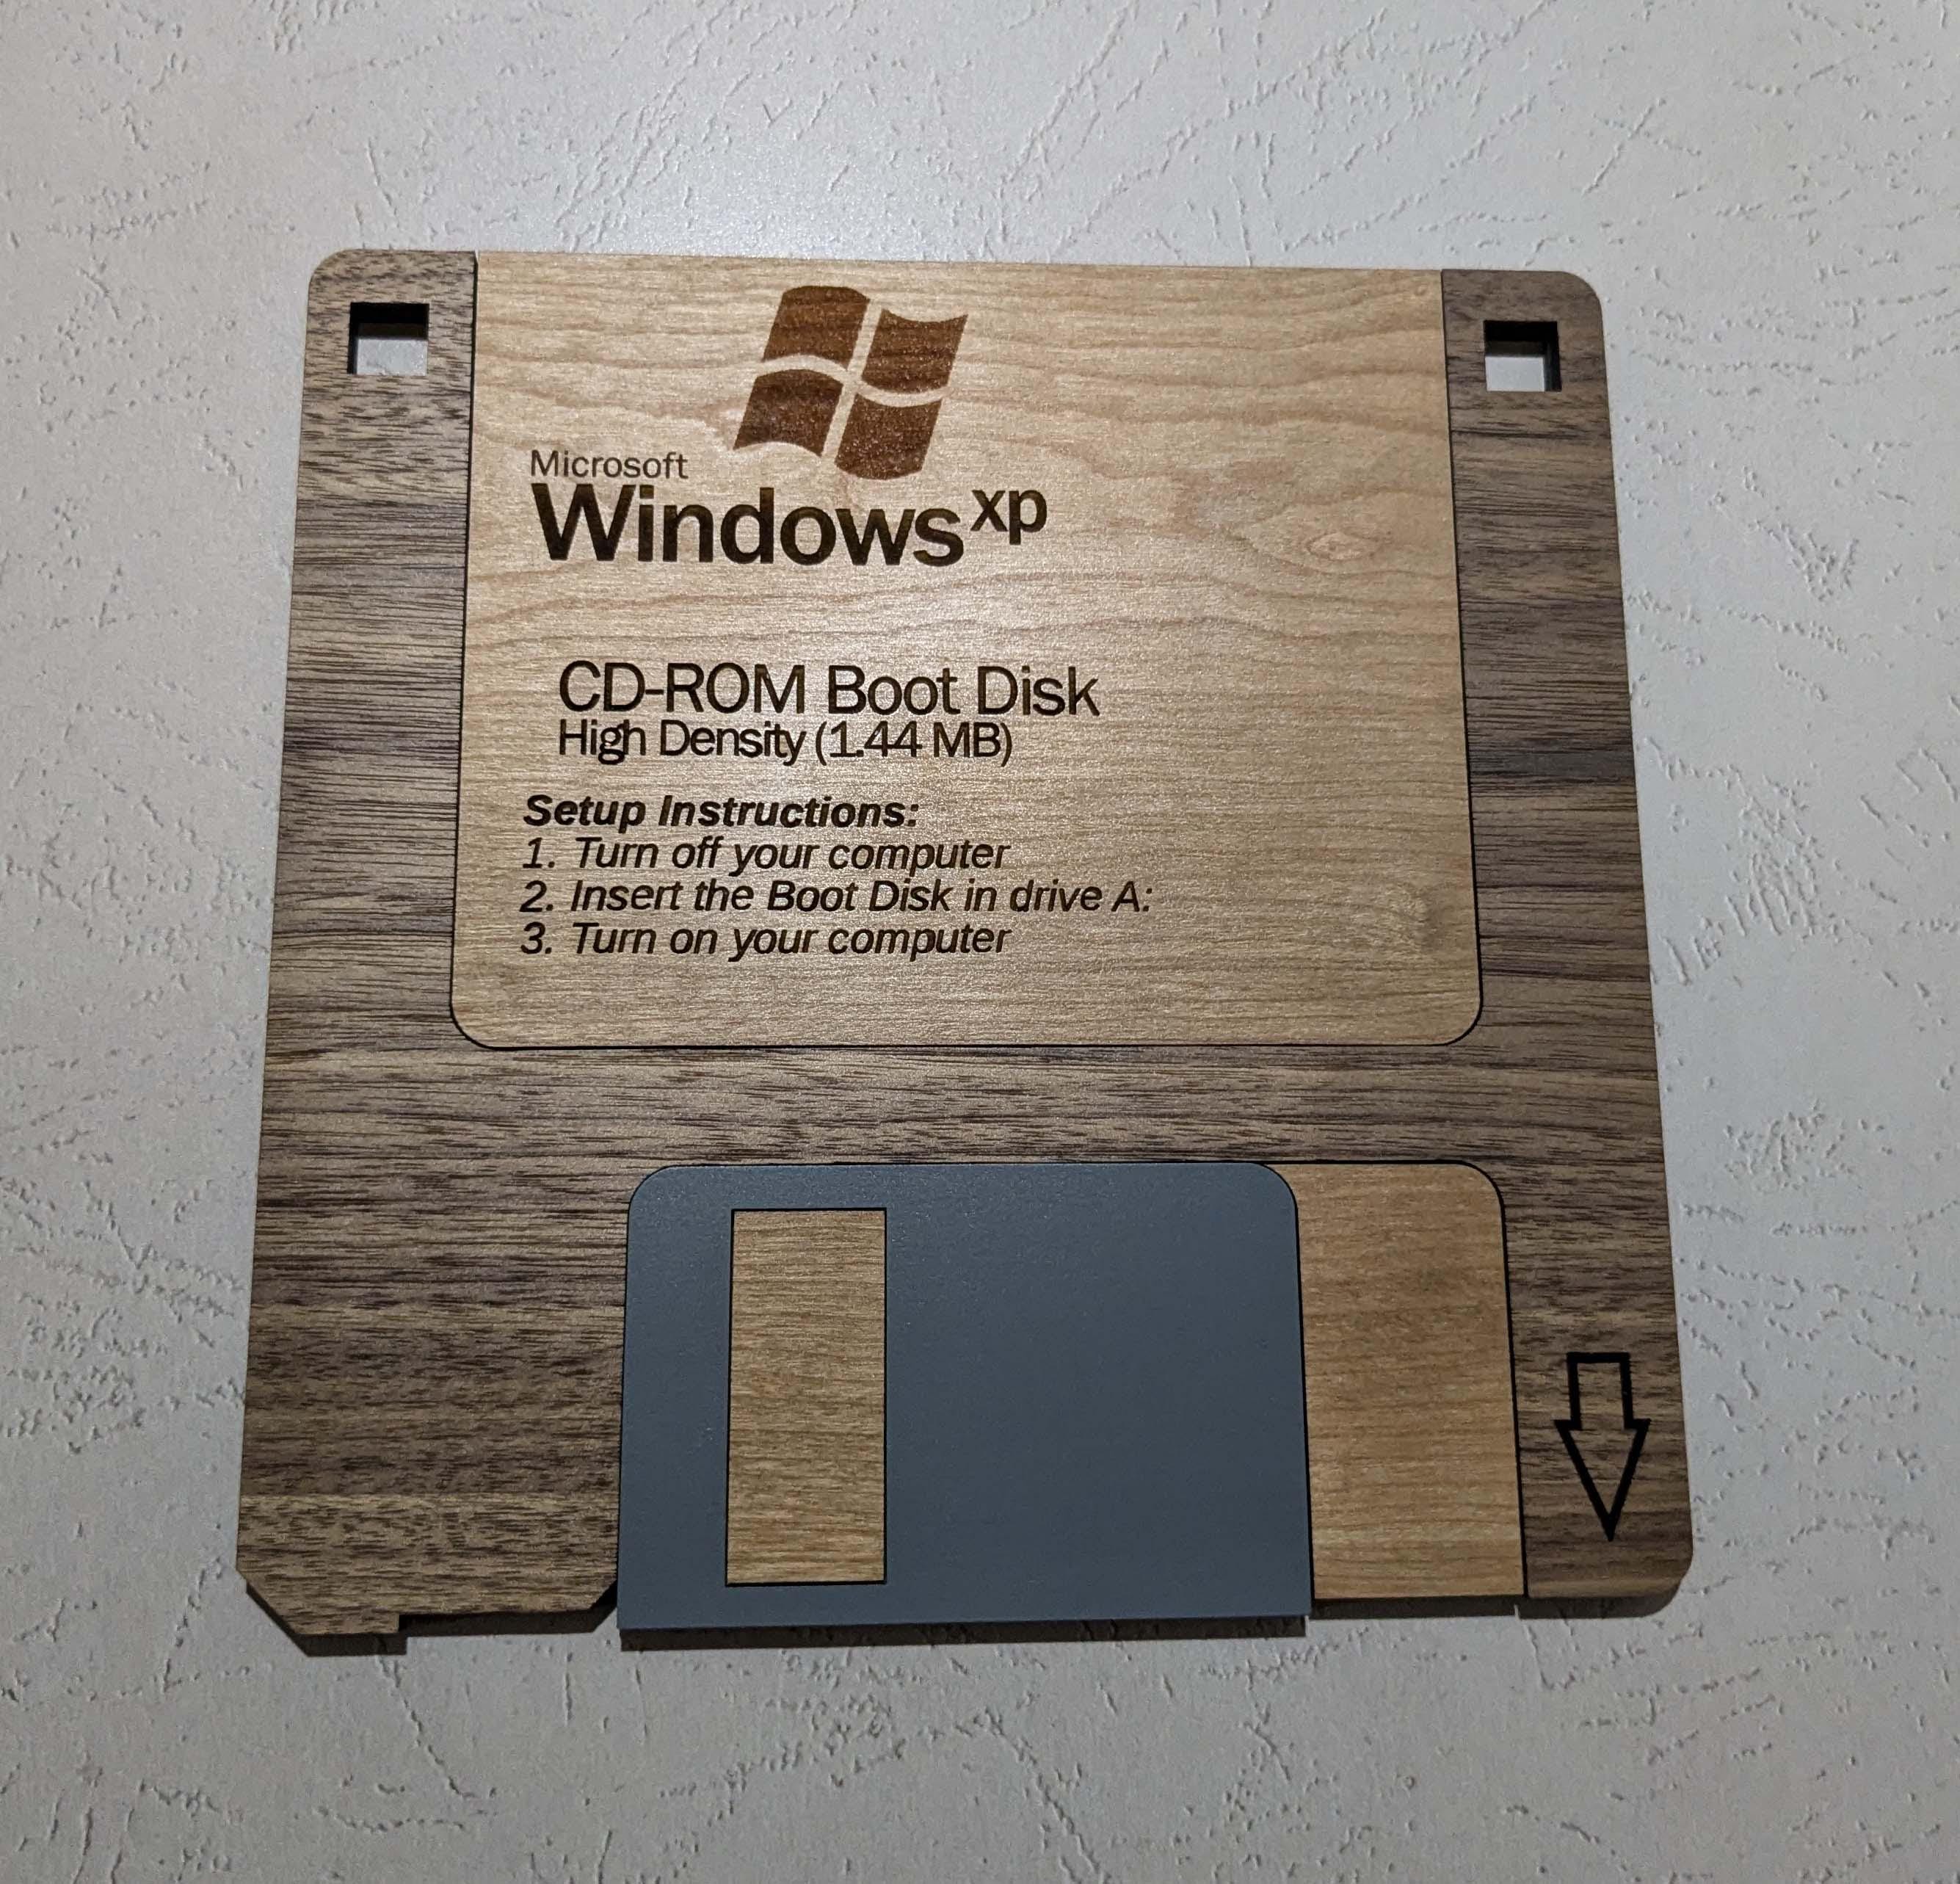 Microsoft
Windows xp
CD-ROM Boot Disk
High Density (1.44 MB)
Setup Instructions:
1. Turn off your computer
2. Insert the Boot Disk in drive A:
3. Turn on your computer